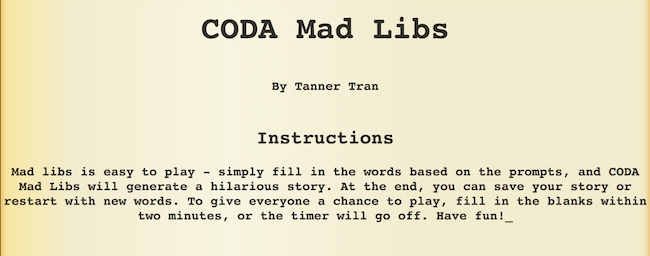 CODA Mad Libs
By Tanner Tran
Instructions
Mad libs is easy to play - simply fill in the words based on the prompts, and CODA
Mad Libs will generate a hilarious story. At the end, you can save your story or
restart with new words. To give everyone a chance to play, fill in the blanks within
two minutes, or the timer will go off. Have fun!_